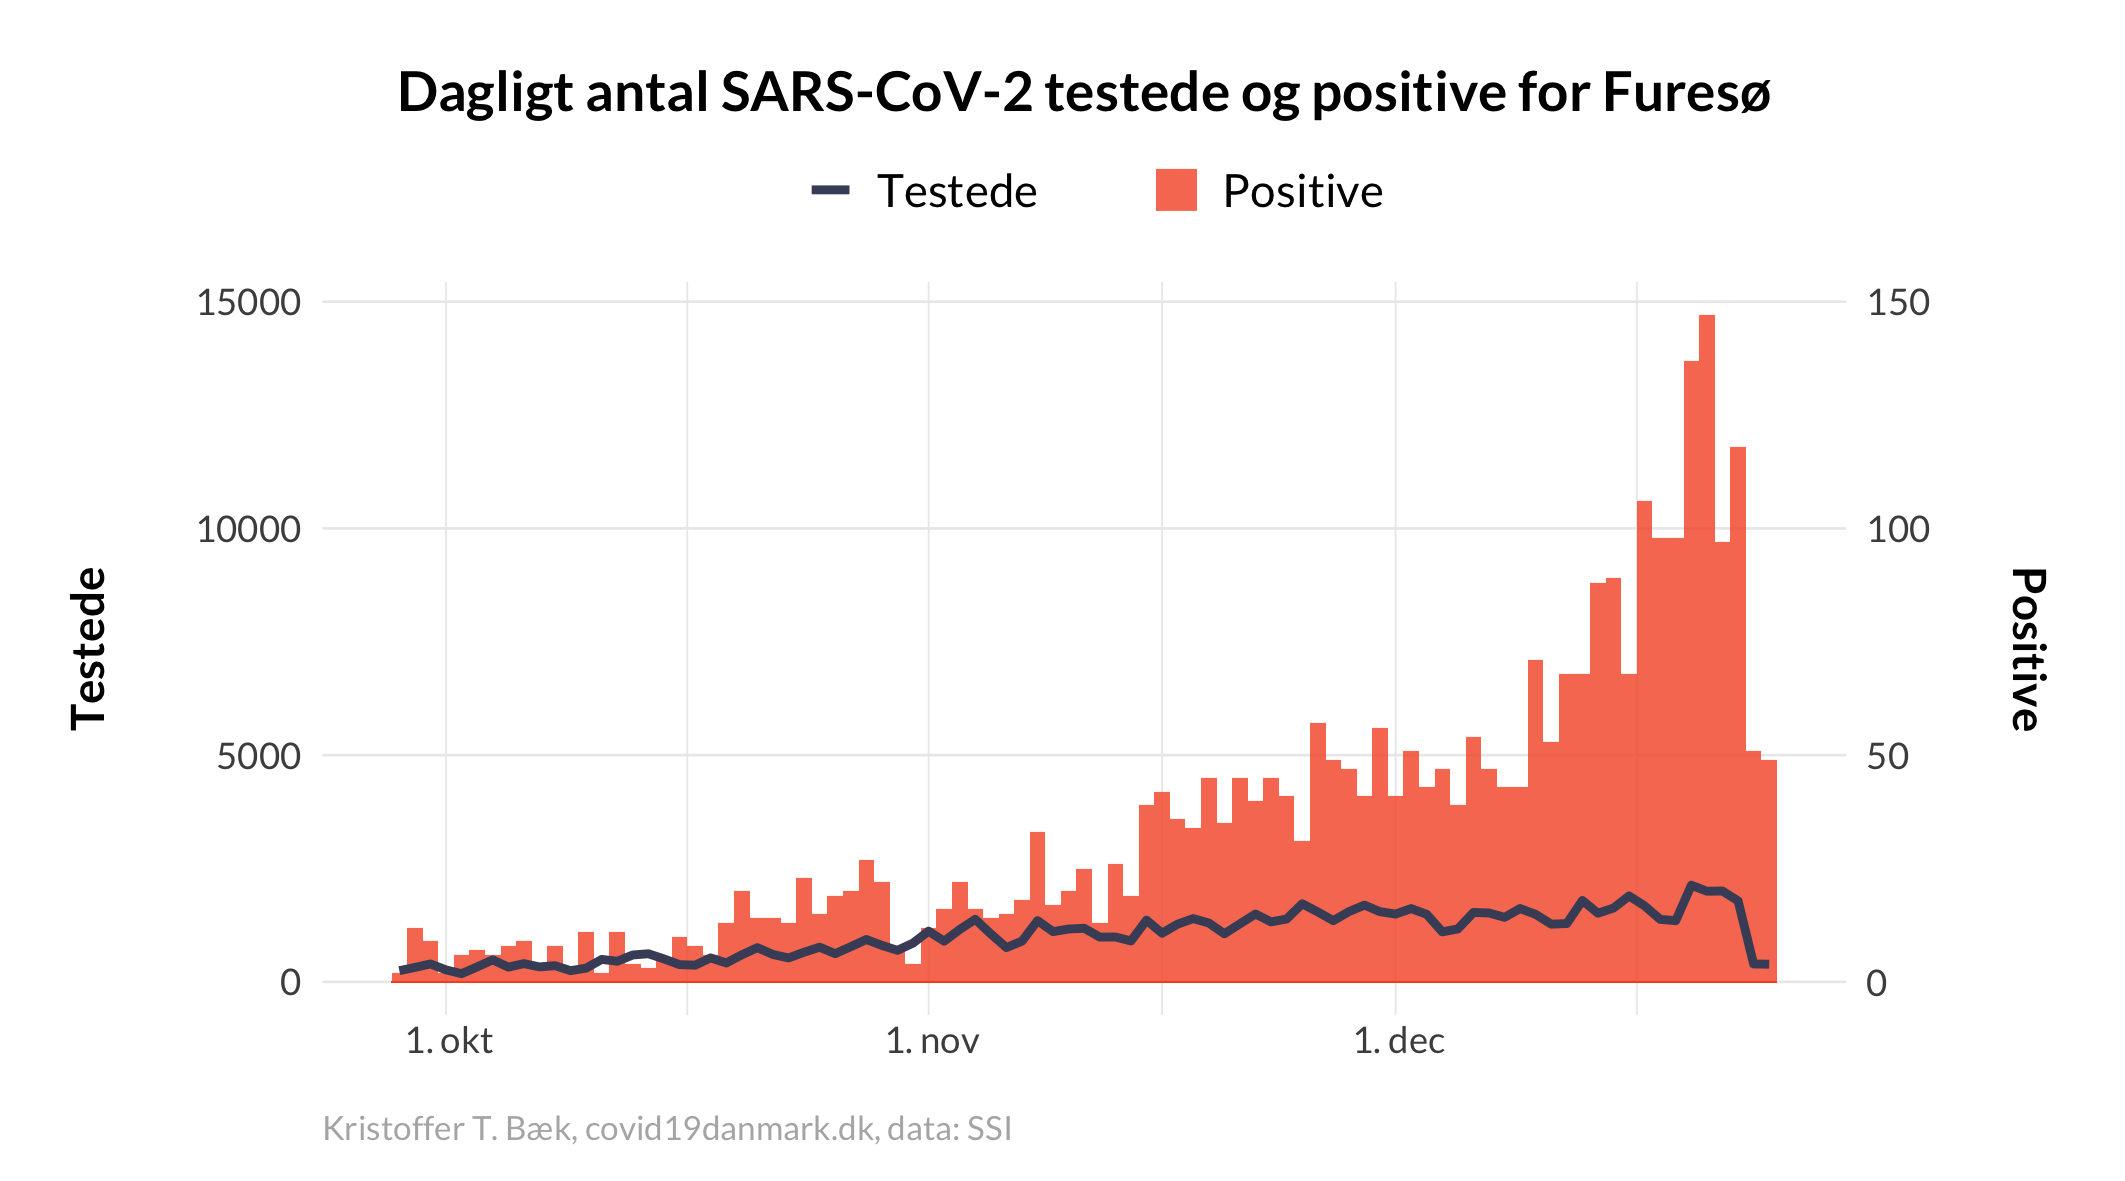 Dagligt antal SARS-CoV-2 testede og positive for Furesø
Testede
Positive
15000
10000
5000
0
150
100
50
0
Testede
Positive
1. okt
1. nov
1. dec
Kristoffer T. Bæk, covid19danmark.dk, data: SSI